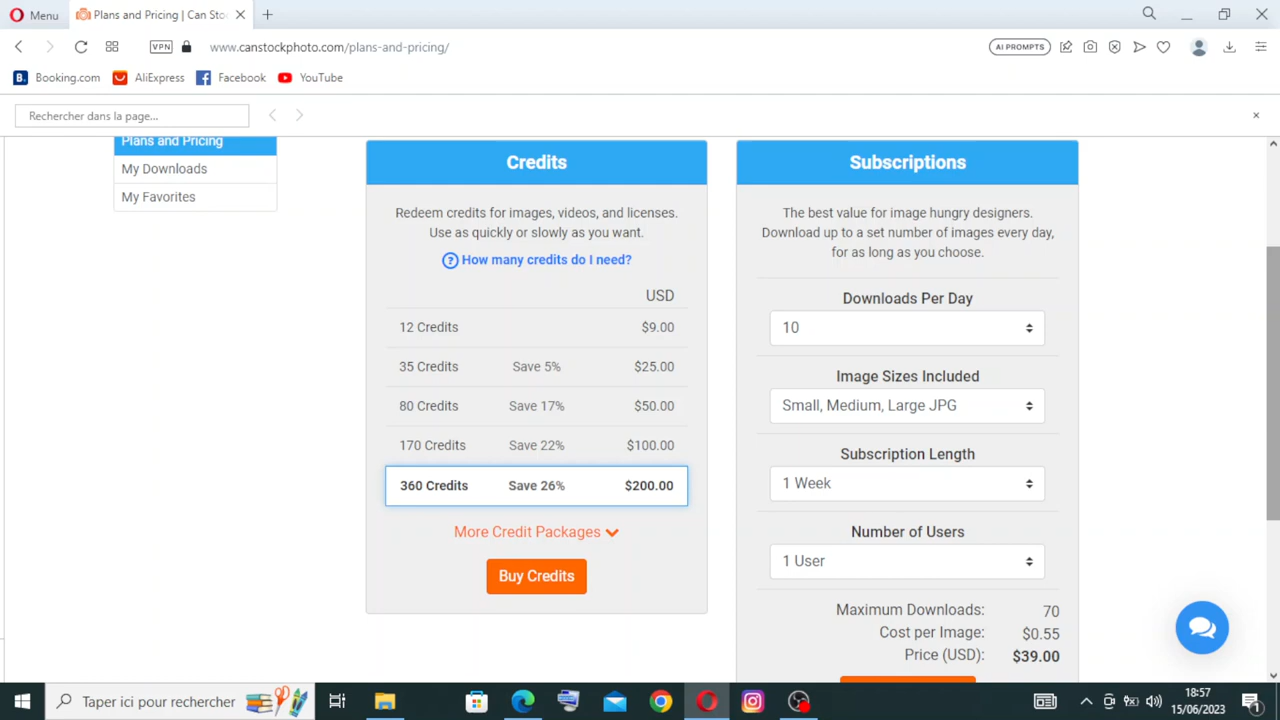 Menu
Plans and Pricing | Can Sto
VPN
www.canstockphoto.com/plans-and-pricing/
AI PROMPTS
B.
Booking.com
AliExpress
Facebook
YouTube
Rechercher dans la page...
Plans and Pricing
My Downloads
My Favorites
Credits
Redeem credits for images, videos, and licenses.
Use as quickly or slowly as you want.
? How many credits do I need?
USD
12 Credits $9.00
35 Credits Save 5% $25.00
80 Credits Save 17% $50.00
170 Credits Save 22% $100.00
360 Credits Save 26% $200.00
More Credit Packages
Buy Credits
Subscriptions
The best value for image hungry designers.
Download up to a set number of images every day,
for as long as you choose.
Downloads Per Day
10
Image Sizes Included
Small, Medium, Large JPG
Subscription Length
1 Week
Number of Users
1 User
Maximum Downloads: 70
Cost per Image: $0.55
Price (USD): $39.00
Taper ici pour rechercher
18:57
15/06/2023
1